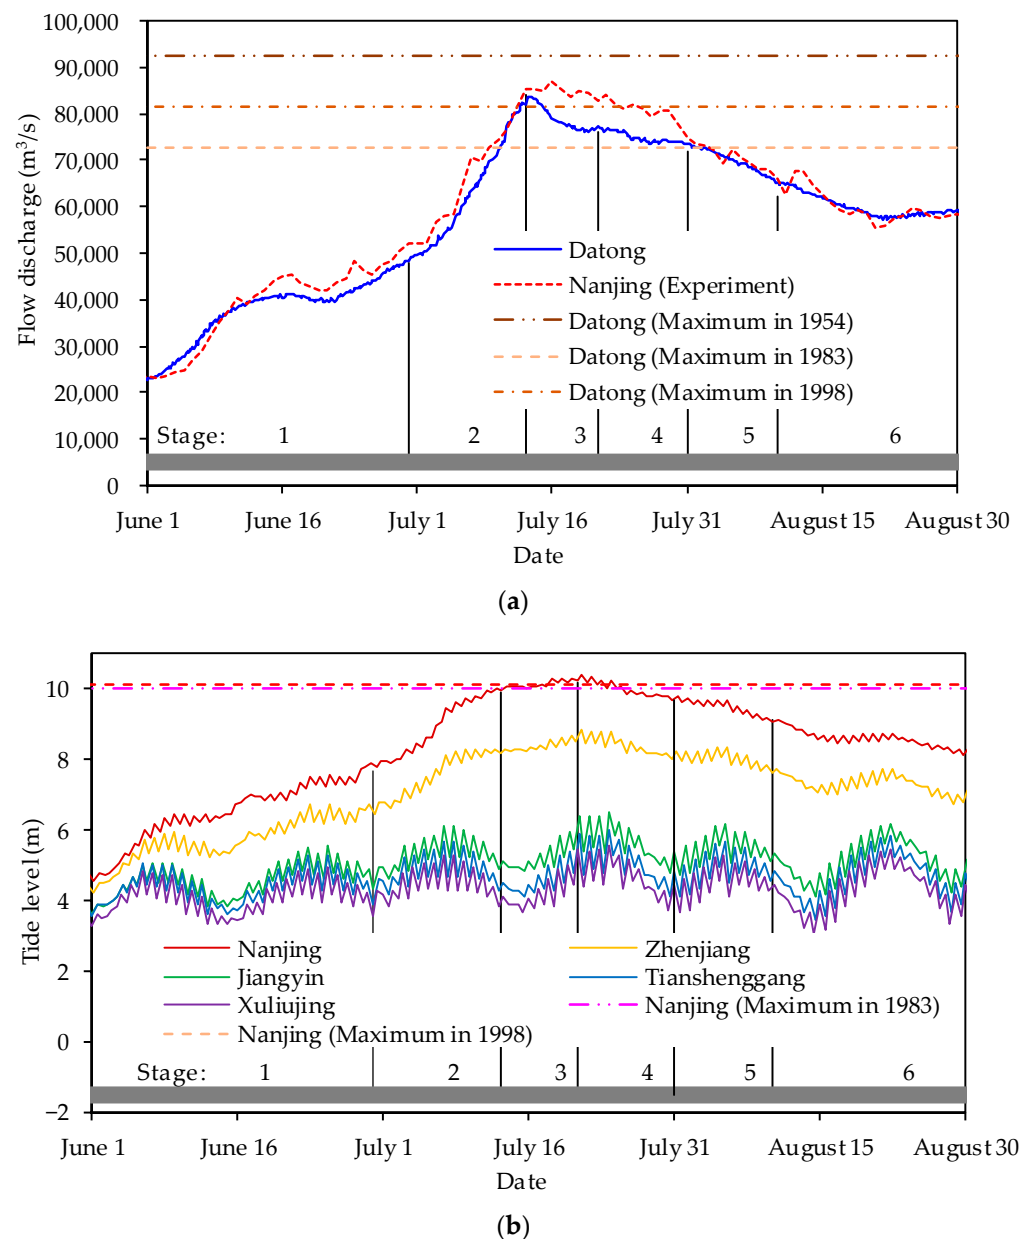 100,000
90,000
80,000
70,000
60,000
50,000
40,000
30,000
20,000
10,000
0
Flow discharge (m³/s)
Datong
Nanjing (Experiment)
Datong (Maximum in 1954)
Datong (Maximum in 1983)
Datong (Maximum in 1998)
Stage: 1 2 3 4 5 6
June 1 June 16 July 1 July 16 July 31 August 15 August 30
Date
(a)
10
8
6
4
2
0
−2
Tide level (m)
Nanjing Zhenjiang
Jiangyin Tianshenggang
Xuliujing Nanjing (Maximum in 1983)
Nanjing (Maximum in 1998)
Stage: 1 2 3 4 5 6
June 1 June 16 July 1 July 16 July 31 August 15 August 30
Date
(b)